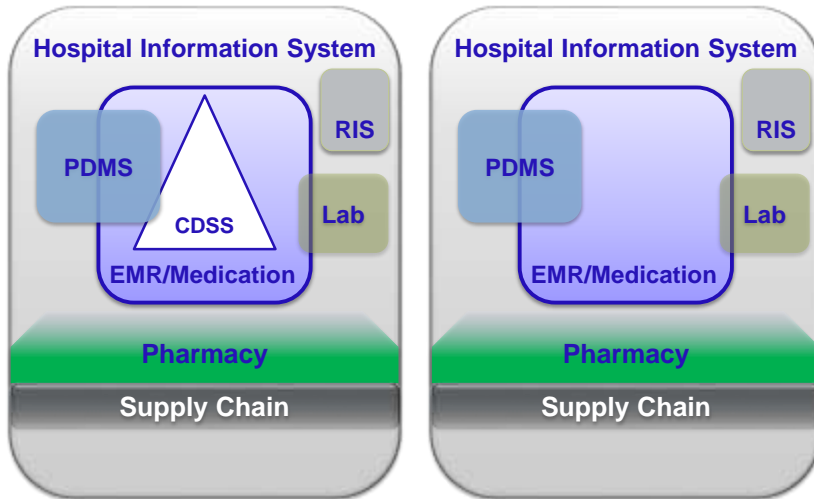 Hospital Information System
RIS
PDMS
CDSS
Lab
EMR/Medication
Pharmacy
Supply Chain
Hospital Information System
RIS
PDMS
Lab
EMR/Medication
Pharmacy
Supply Chain